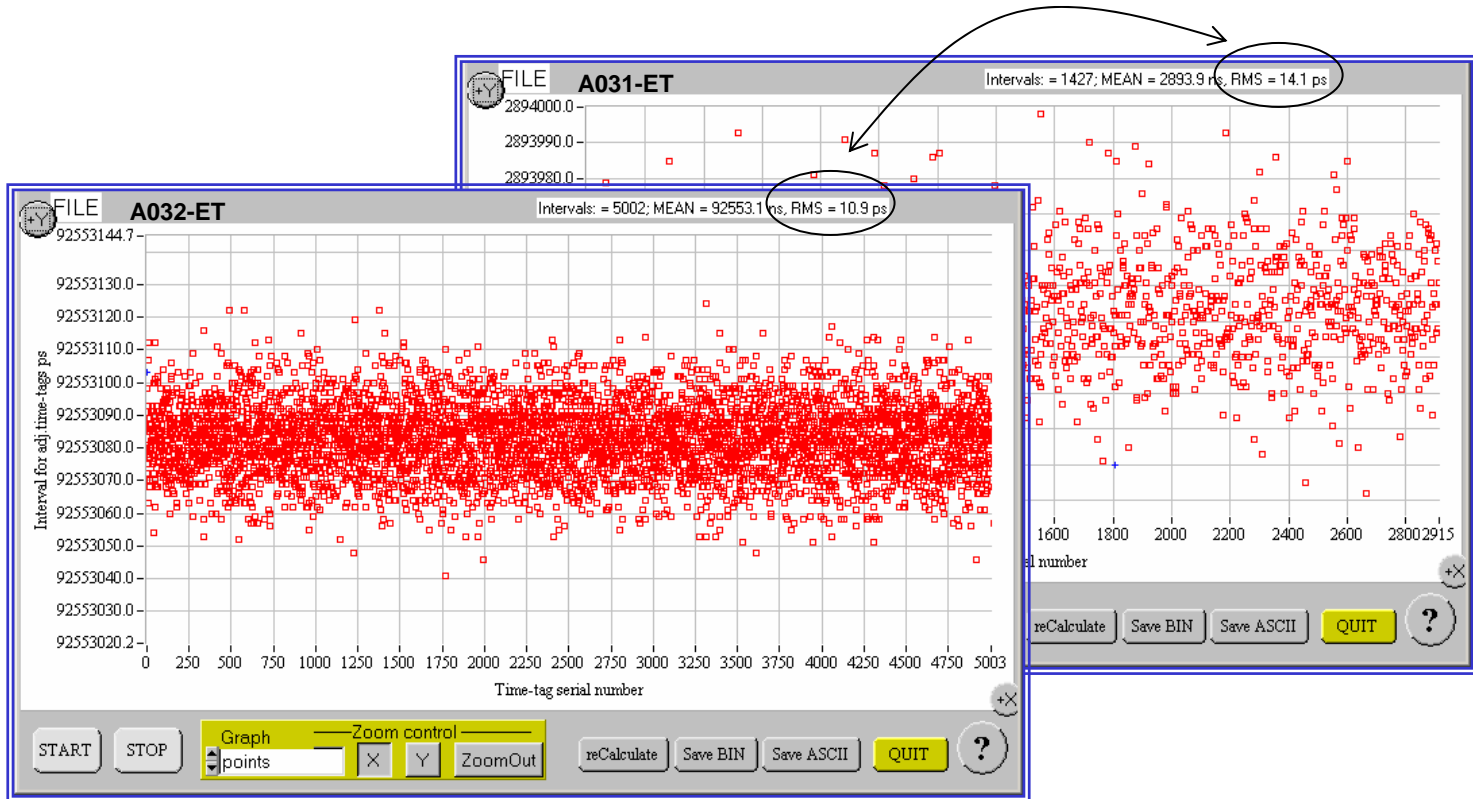 FILE A031-ET Intervals: = 1427; MEAN = 2893.9 ns, RMS = 14.1 ps
+Y
2894000.0
2893990.0
2893980.0
1600 1800 2000 2200 2400 2600 2800 2915
al number
+X
reCalculate Save BIN Save ASCII QUIT ?
FILE A032-ET Intervals: = 5002; MEAN = 92553.1 ns, RMS = 10.9 ps
+Y
92553144.7
92553130.0
92553120.0
92553110.0
92553100.0
92553090.0
92553080.0
92553070.0
92553060.0
92553050.0
92553040.0
92553030.0
92553020.2
Interval for adj.time-tags ps
0 250 500 750 1000 1250 1500 1750 2000 2250 2500 2750 3000 3250 3500 3750 4000 4250 4500 4750 5003
Time-tag serial number
+X
START STOP Graph Zoom control
points X Y ZoomOut
reCalculate Save BIN Save ASCII QUIT ?